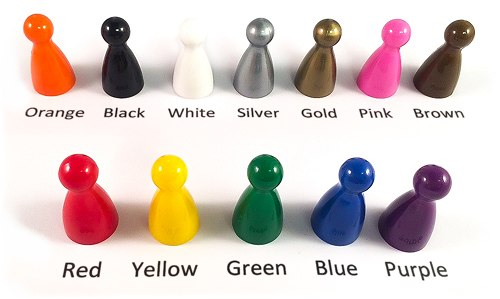 Orange Black White Silver Gold Pink Brown
Red Yellow Green Blue Purple